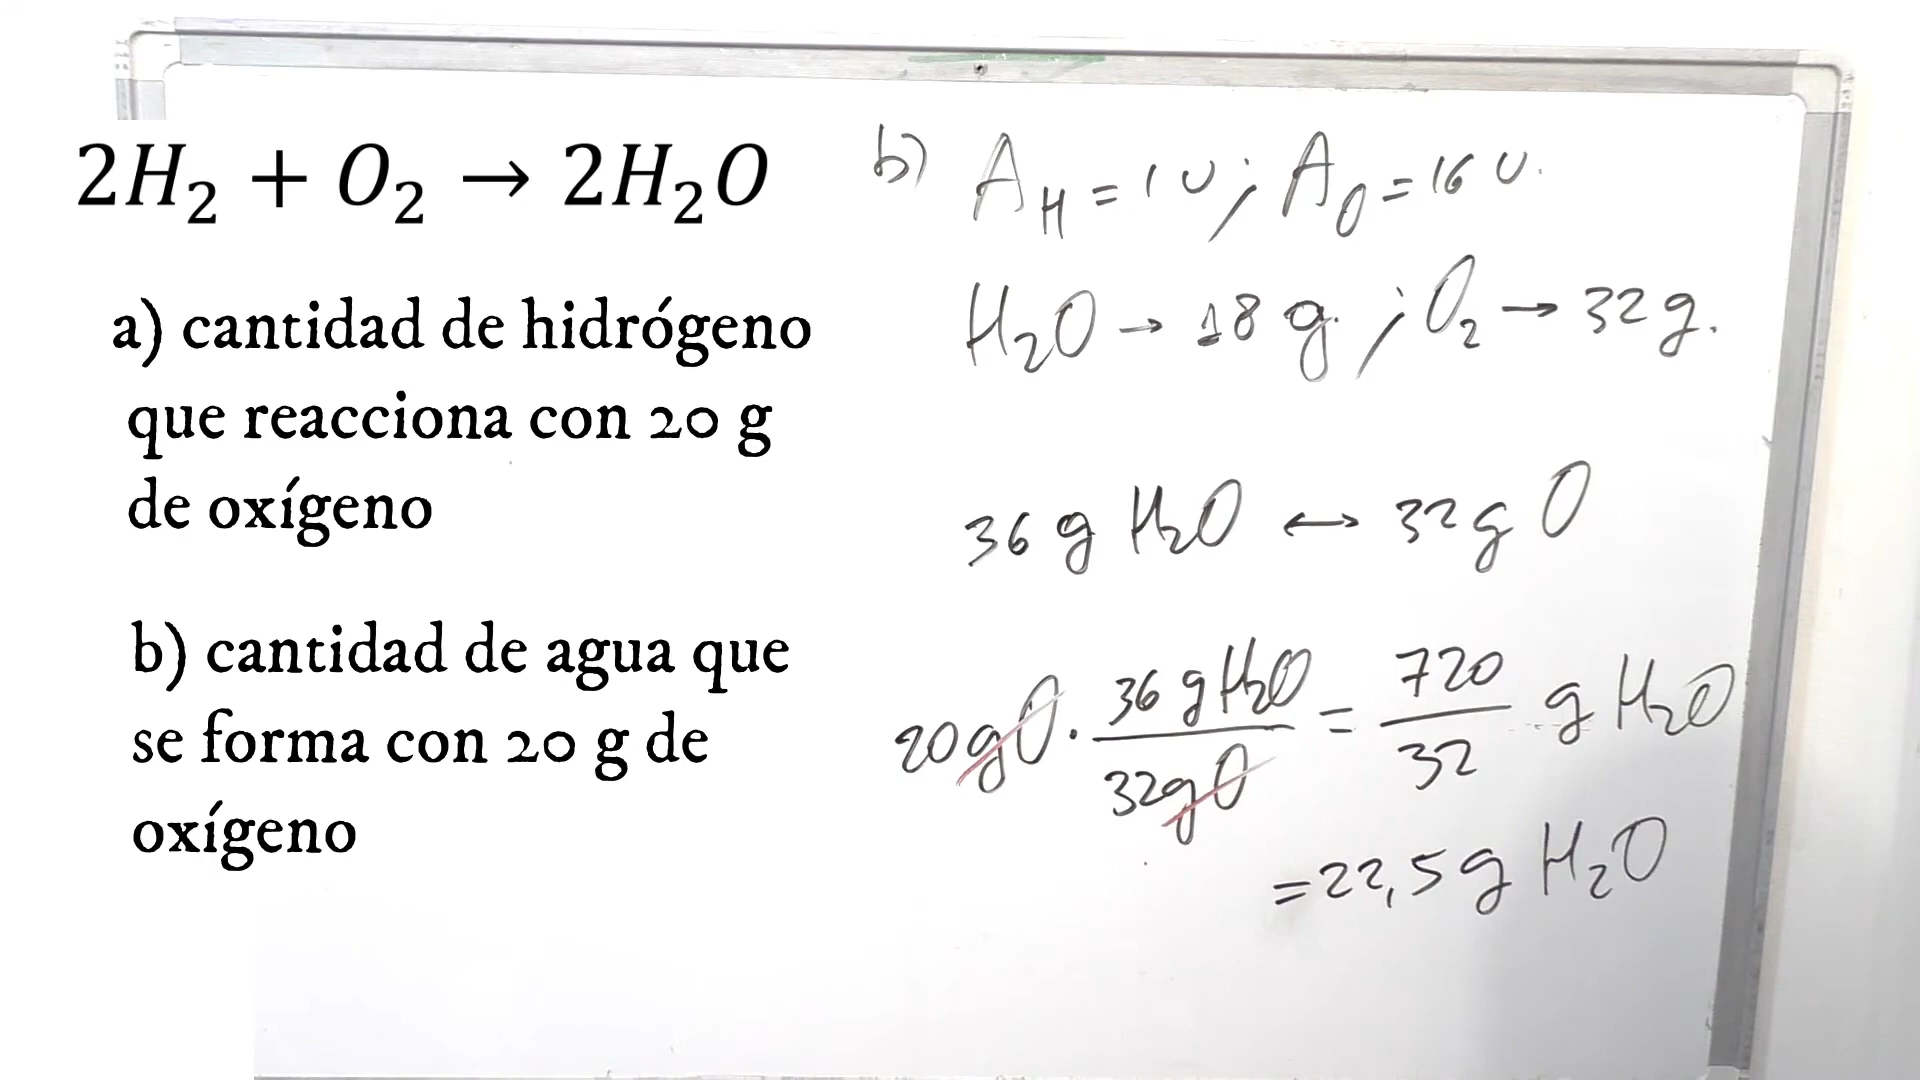 2H₂ + O₂ → 2H₂O
a) cantidad de hidrógeno
que reacciona con 20 g
de oxígeno
b) cantidad de agua que
se forma con 20 g de
oxígeno
b) A_H = 1 U ; A_O = 16 U.
H₂O → 18 g. ; O₂ → 32 g.
36 g H₂O ↔ 32 g O
20 g O · 36 g H₂O / 32 g O = 720 / 32 g H₂O
= 22,5 g H₂O